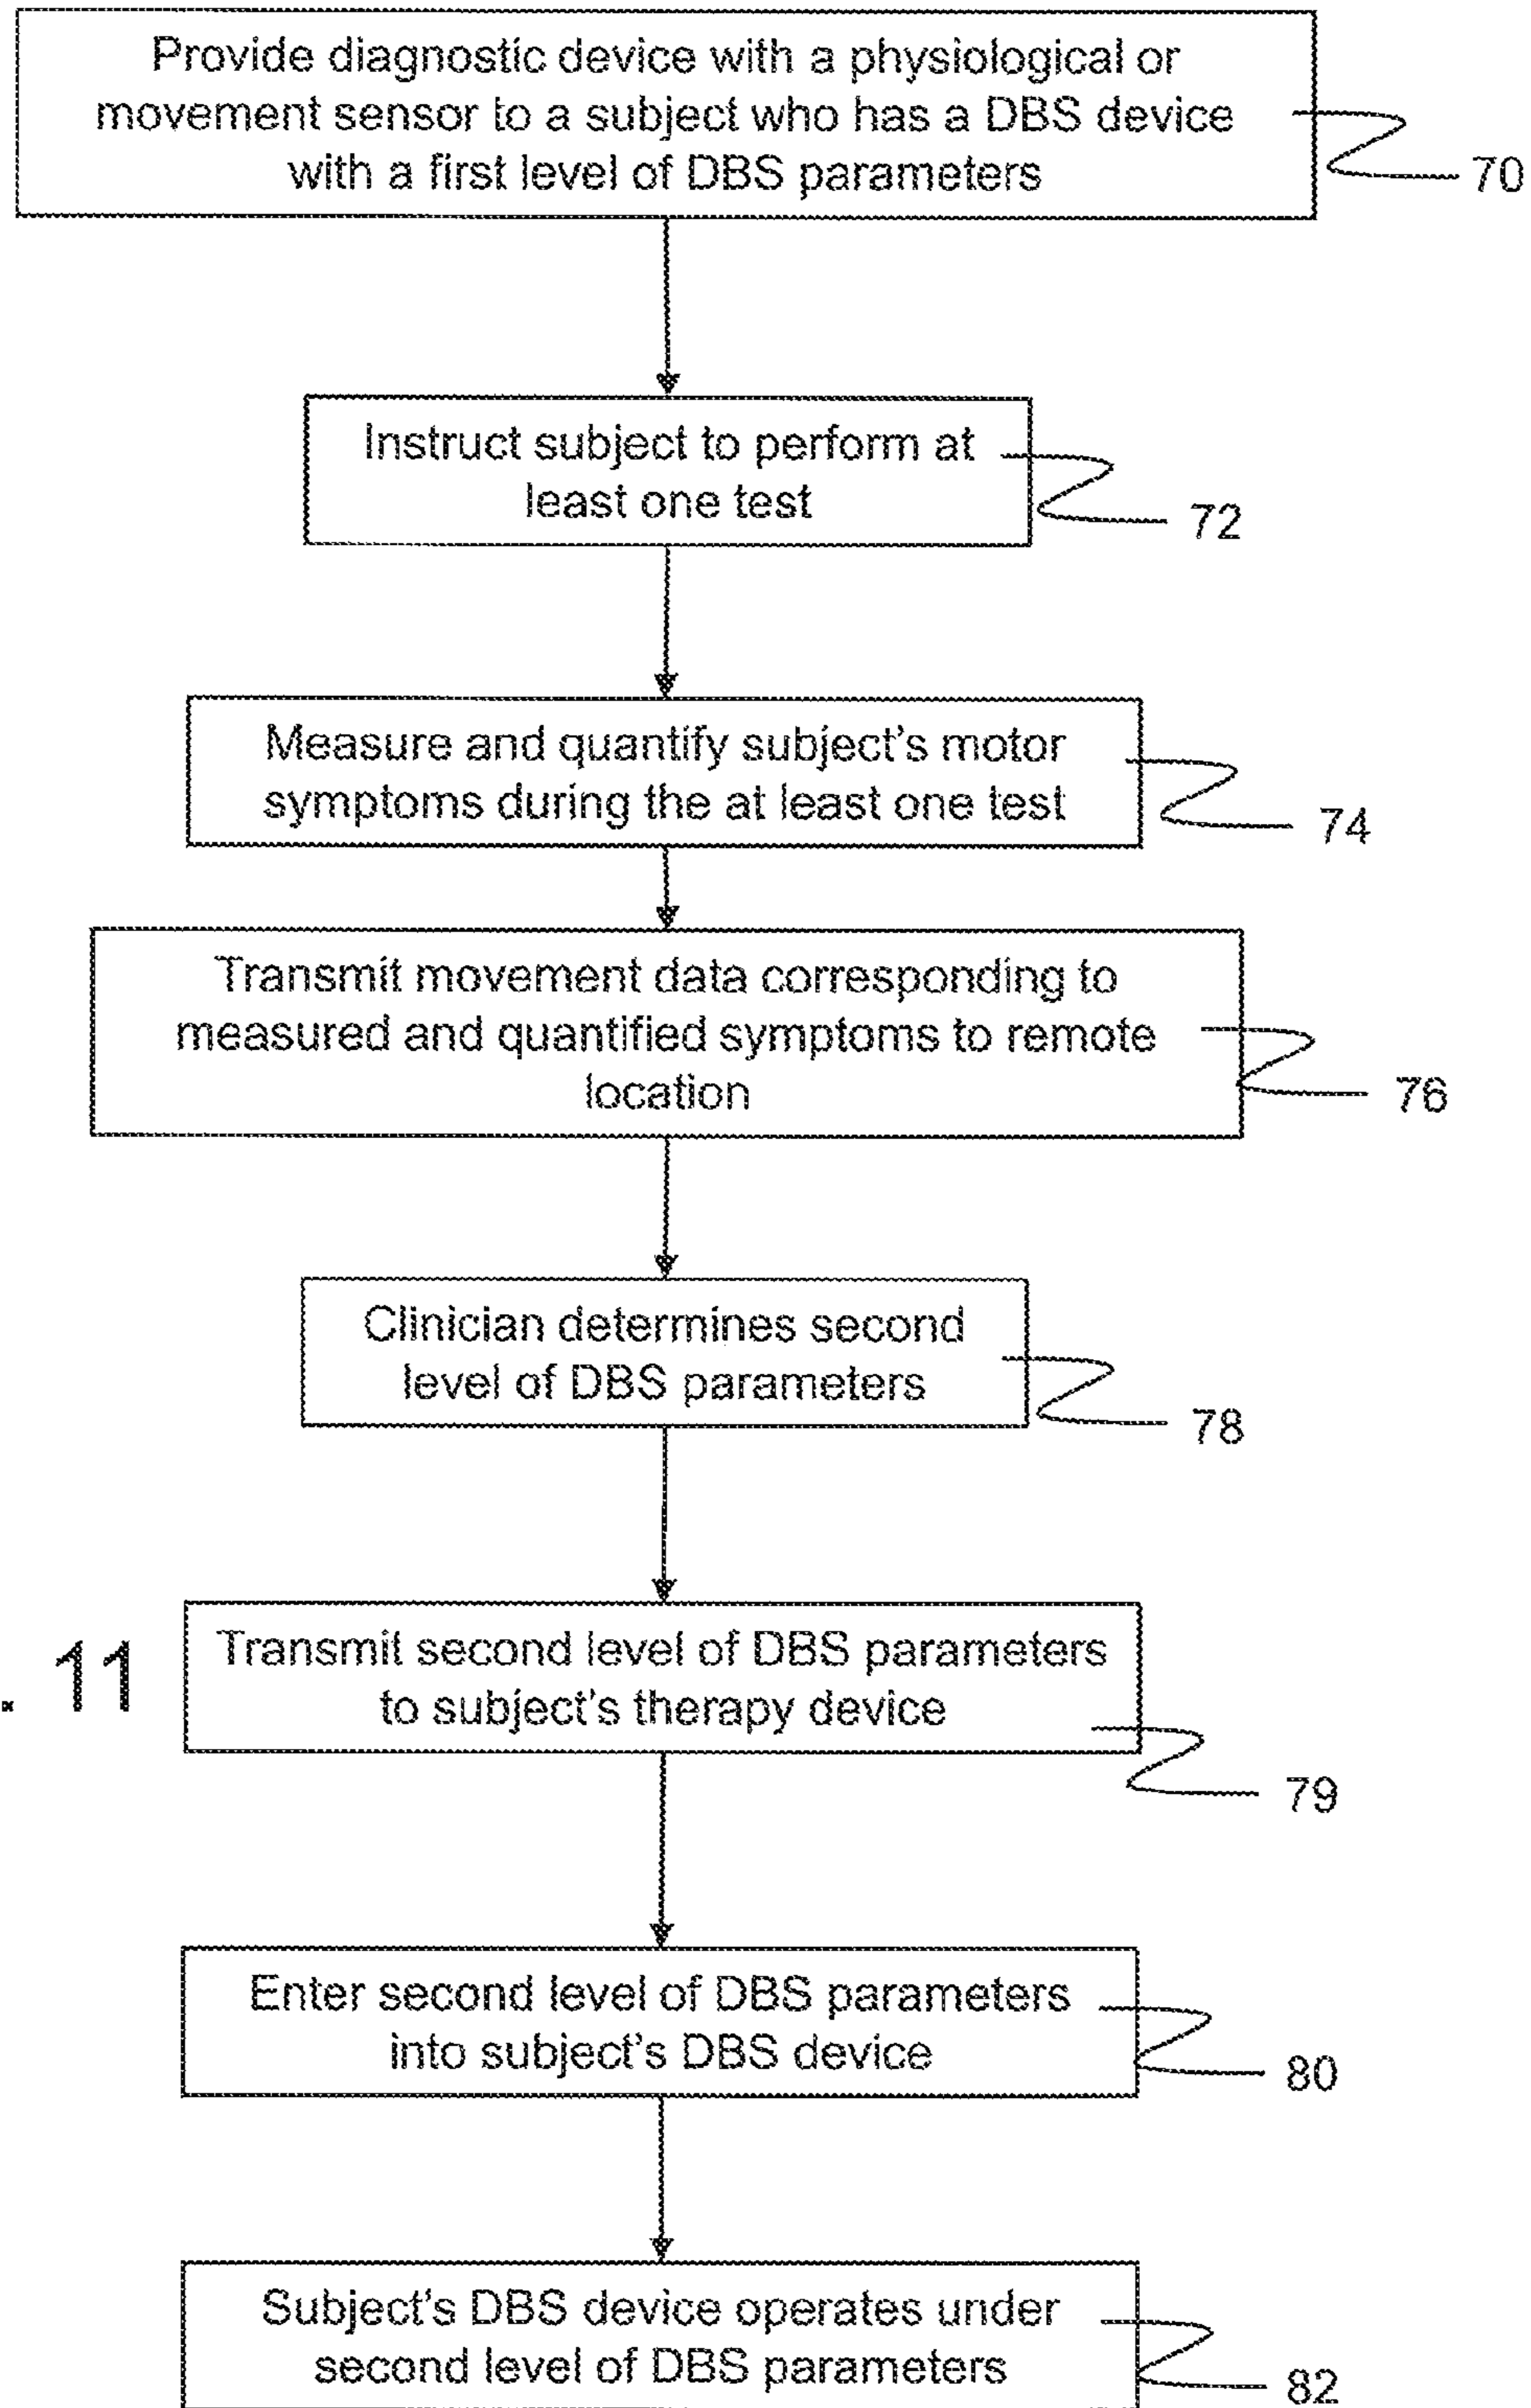 Provide diagnostic device with a physiological or
movement sensor to a subject who has a DBS device
with a first level of DBS parameters
70
Instruct subject to perform at
least one test
72
Measure and quantify subject's motor
symptoms during the at least one test
74
Transmit movement data corresponding to
measured and quantified symptoms to remote
location
76
Clinician determines second
level of DBS parameters
78
. 11
Transmit second level of DBS parameters
to subject's therapy device
79
Enter second level of DBS parameters
into subject's DBS device
80
Subject's DBS device operates under
second level of DBS parameters
82